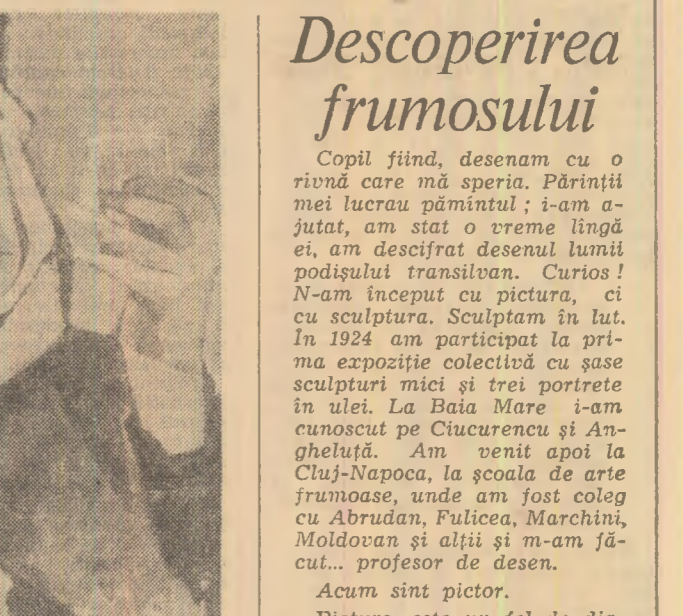 Descoperirea
frumosului
Copil fiind, desenam cu o
rivnă care mă speria. Părinții
mei lucrau pămîntul ; i-am a-
jutat, am stat o vreme lîngă
ei, am descifrat desenul lumii
podișului transilvan. Curios !
N-am început cu pictura, ci
cu sculptura. Sculptam în lut.
În 1924 am participat la pri-
ma expoziție colectivă cu șase
sculpturi mici și trei portrete
în ulei. La Baia Mare i-am
cunoscut pe Ciucurencu și An-
gheluță. Am venit apoi la
Cluj-Napoca, la școala de arte
frumoase, unde am fost coleg
cu Abrudan, Fulicea, Marchini,
Moldovan și alții și m-am fă-
cut... profesor de desen.
Acum sint pictor.